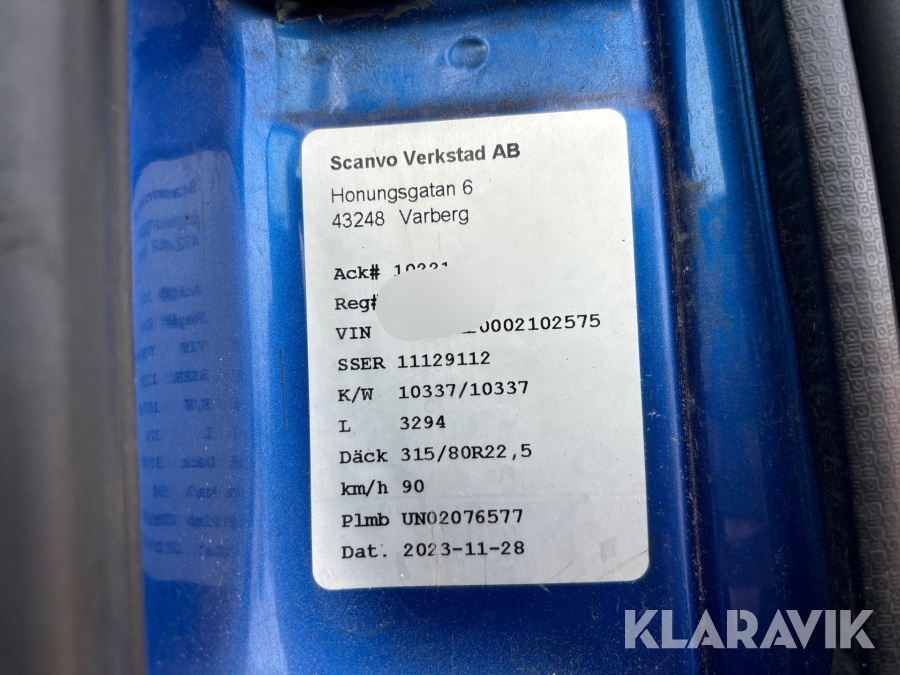 Scanvo Verkstad AB
Honungsgatan 6
43248 Varberg
Ack# 10221
Reg#
VIN 0002102575
SSER 11129112
K/W 10337/10337
L 3294
Däck 315/80R22,5
km/h 90
Plmb UN02076577
Dat. 2023-11-28
KLARAVIK